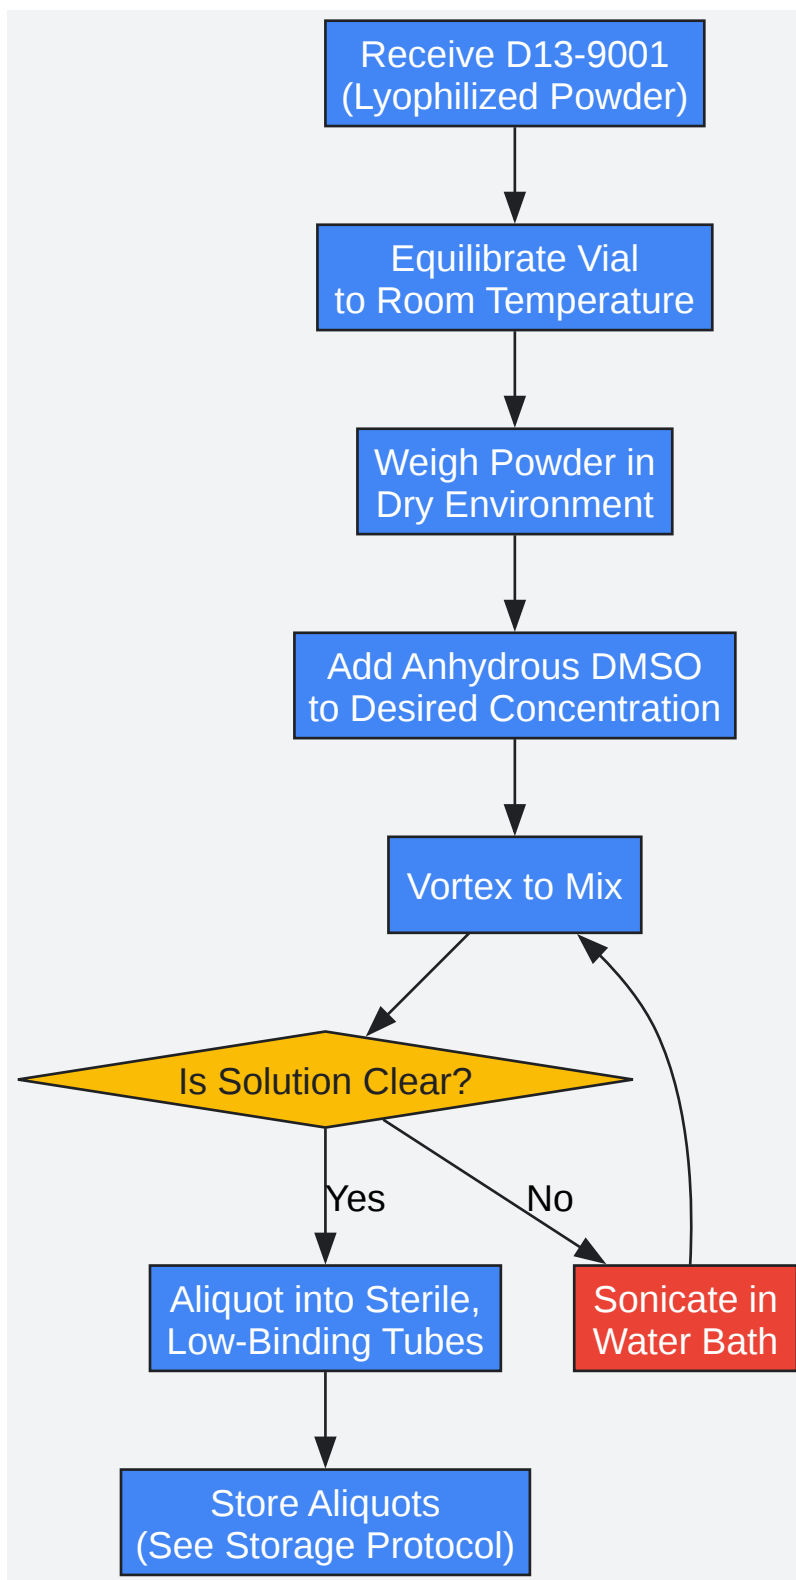 Receive D13-9001
(Lyophilized Powder)
Equilibrate Vial
to Room Temperature
Weigh Powder in
Dry Environment
Add Anhydrous DMSO
to Desired Concentration
Vortex to Mix
Is Solution Clear?
Yes
No
Aliquot into Sterile,
Low-Binding Tubes
Sonicate in
Water Bath
Store Aliquots
(See Storage Protocol)